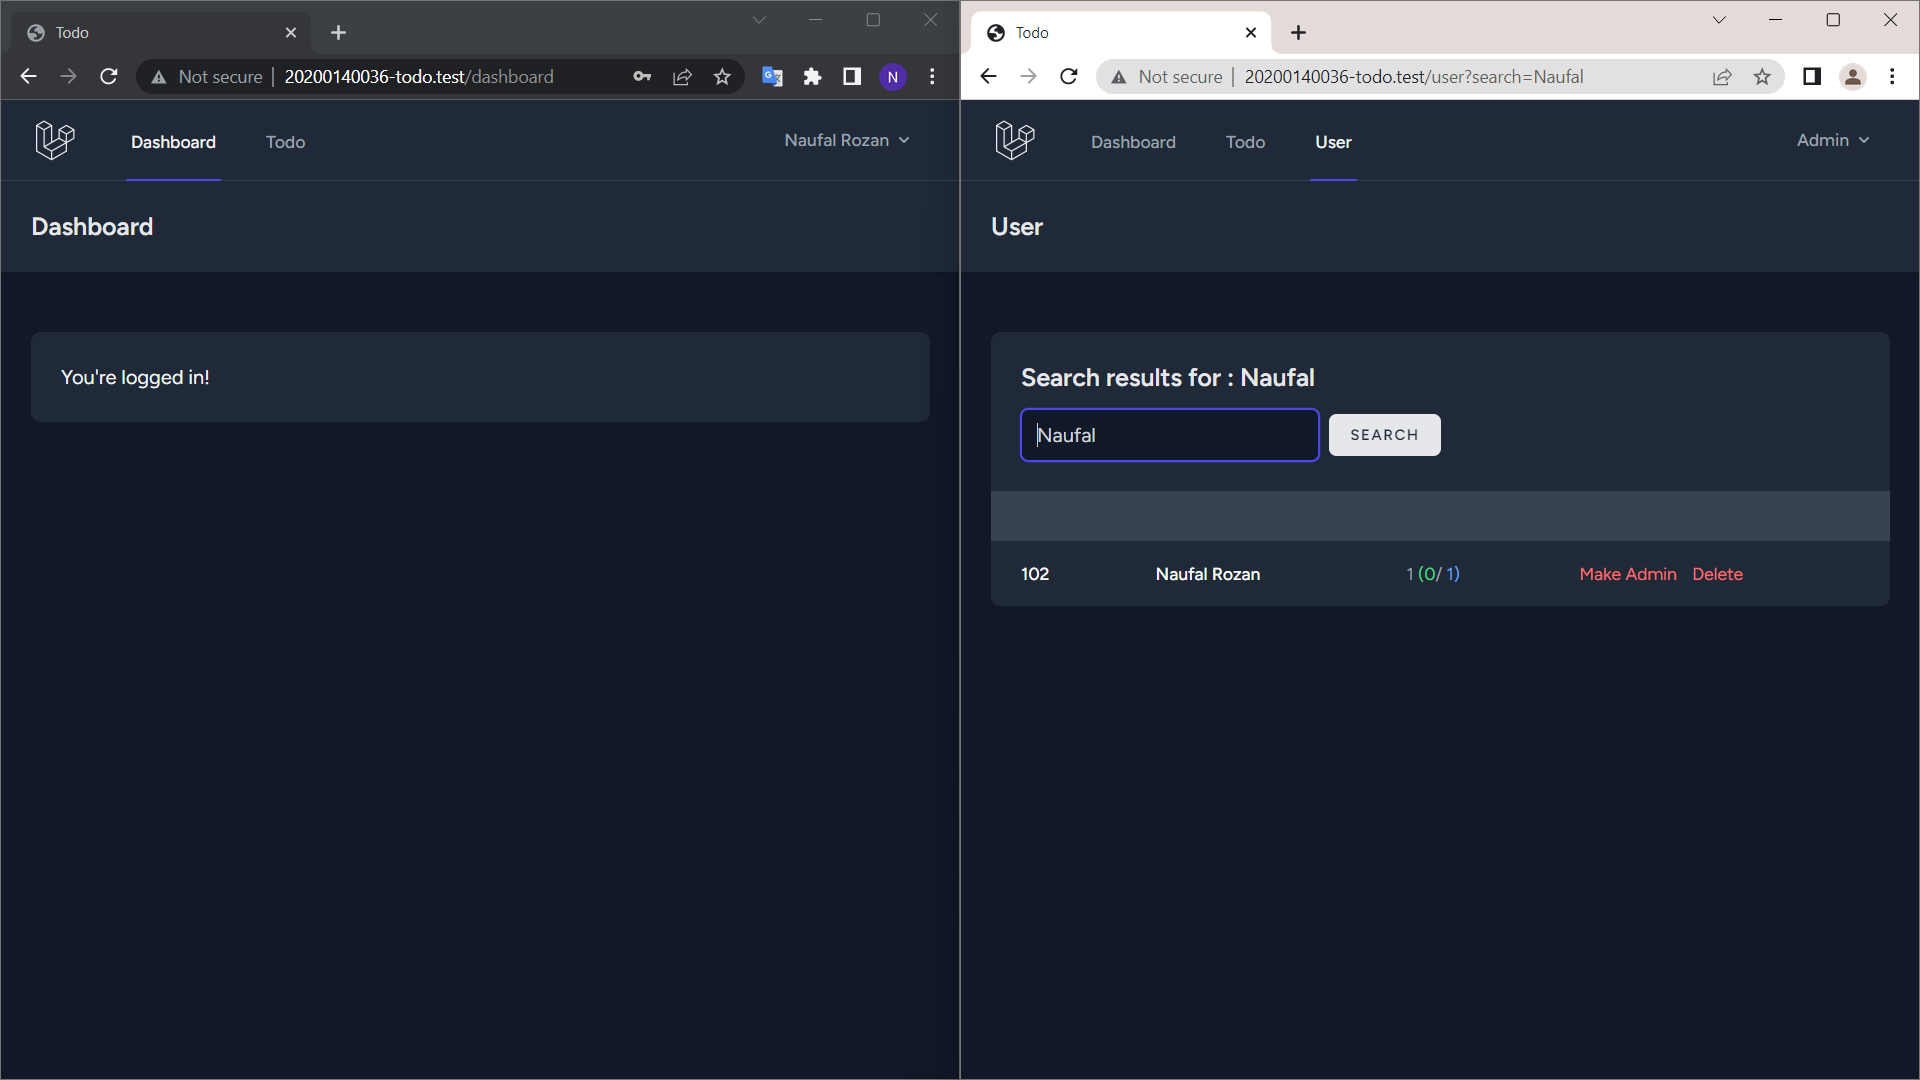 Todo
Not secure | 20200140036-todo.test/dashboard
N
Dashboard
Todo
Naufal Rozan
Dashboard
You're logged in!
Todo
Not secure | 20200140036-todo.test/user?search=Naufal
Dashboard
Todo
User
Admin
User
Search results for : Naufal
Naufal
SEARCH
102 Naufal Rozan 1 (0/ 1) Make Admin Delete